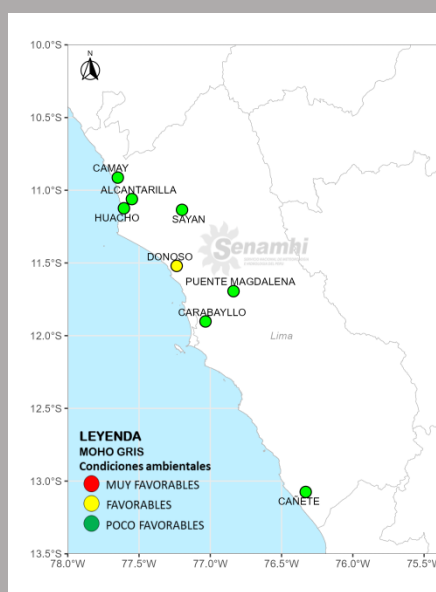 10.0°S
N
10.5°S
CAMAY
11.0°S
ALCANTARILLA
HUACHO
SAYAN
DONOSO
11.5°S
Senamhi
PUENTE MAGDALENA
CARABAYLLO
12.0°S
Lima
12.5°S
LEYENDA
MOHO GRIS
Condiciones ambientales
13.0°S
MUY FAVORABLES
CAÑETE
FAVORABLES
POCO FAVORABLES
13.5°S
78.0°W 77.5°W 77.0°W 76.5°W 76.0°W 75.5°W